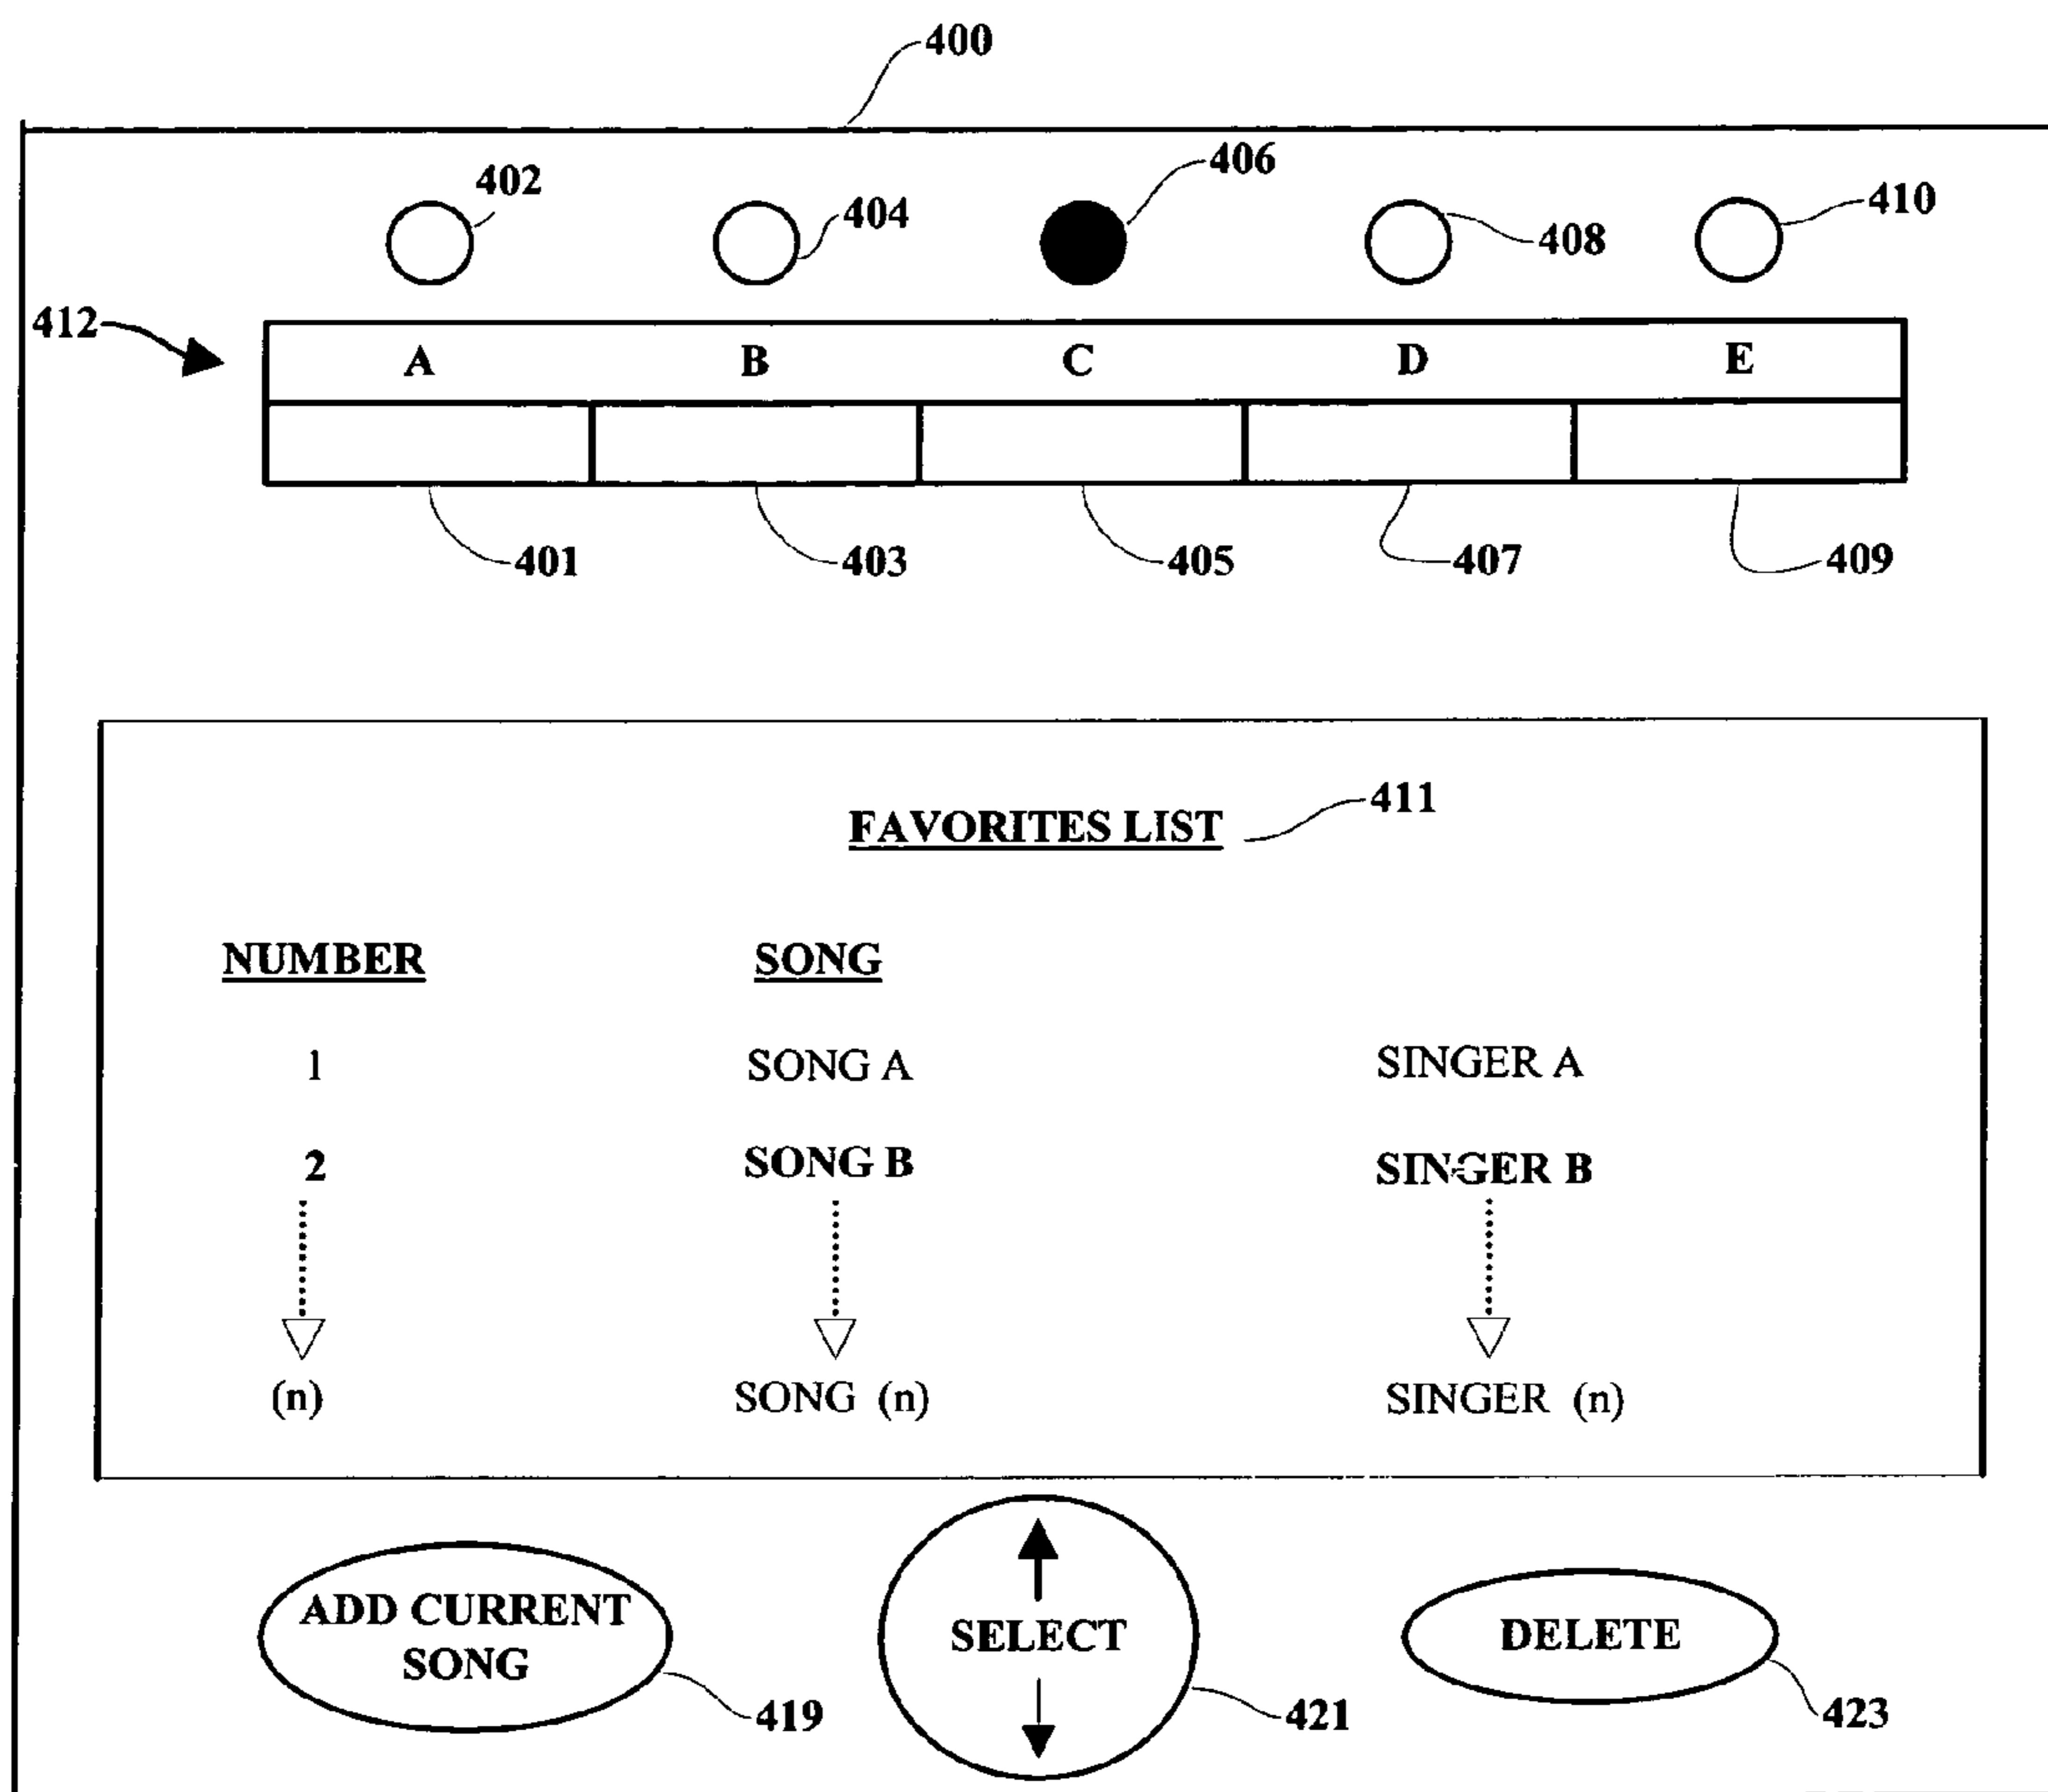 400
402
404
406
408
410
412
A B C D E
401 403 405 407 409
FAVORITES LIST 411
NUMBER SONG
1 SONG A SINGER A
2 SONG B SINGER B
(n) SONG (n) SINGER (n)
ADD CURRENT
SONG
419
SELECT
421
DELETE
423